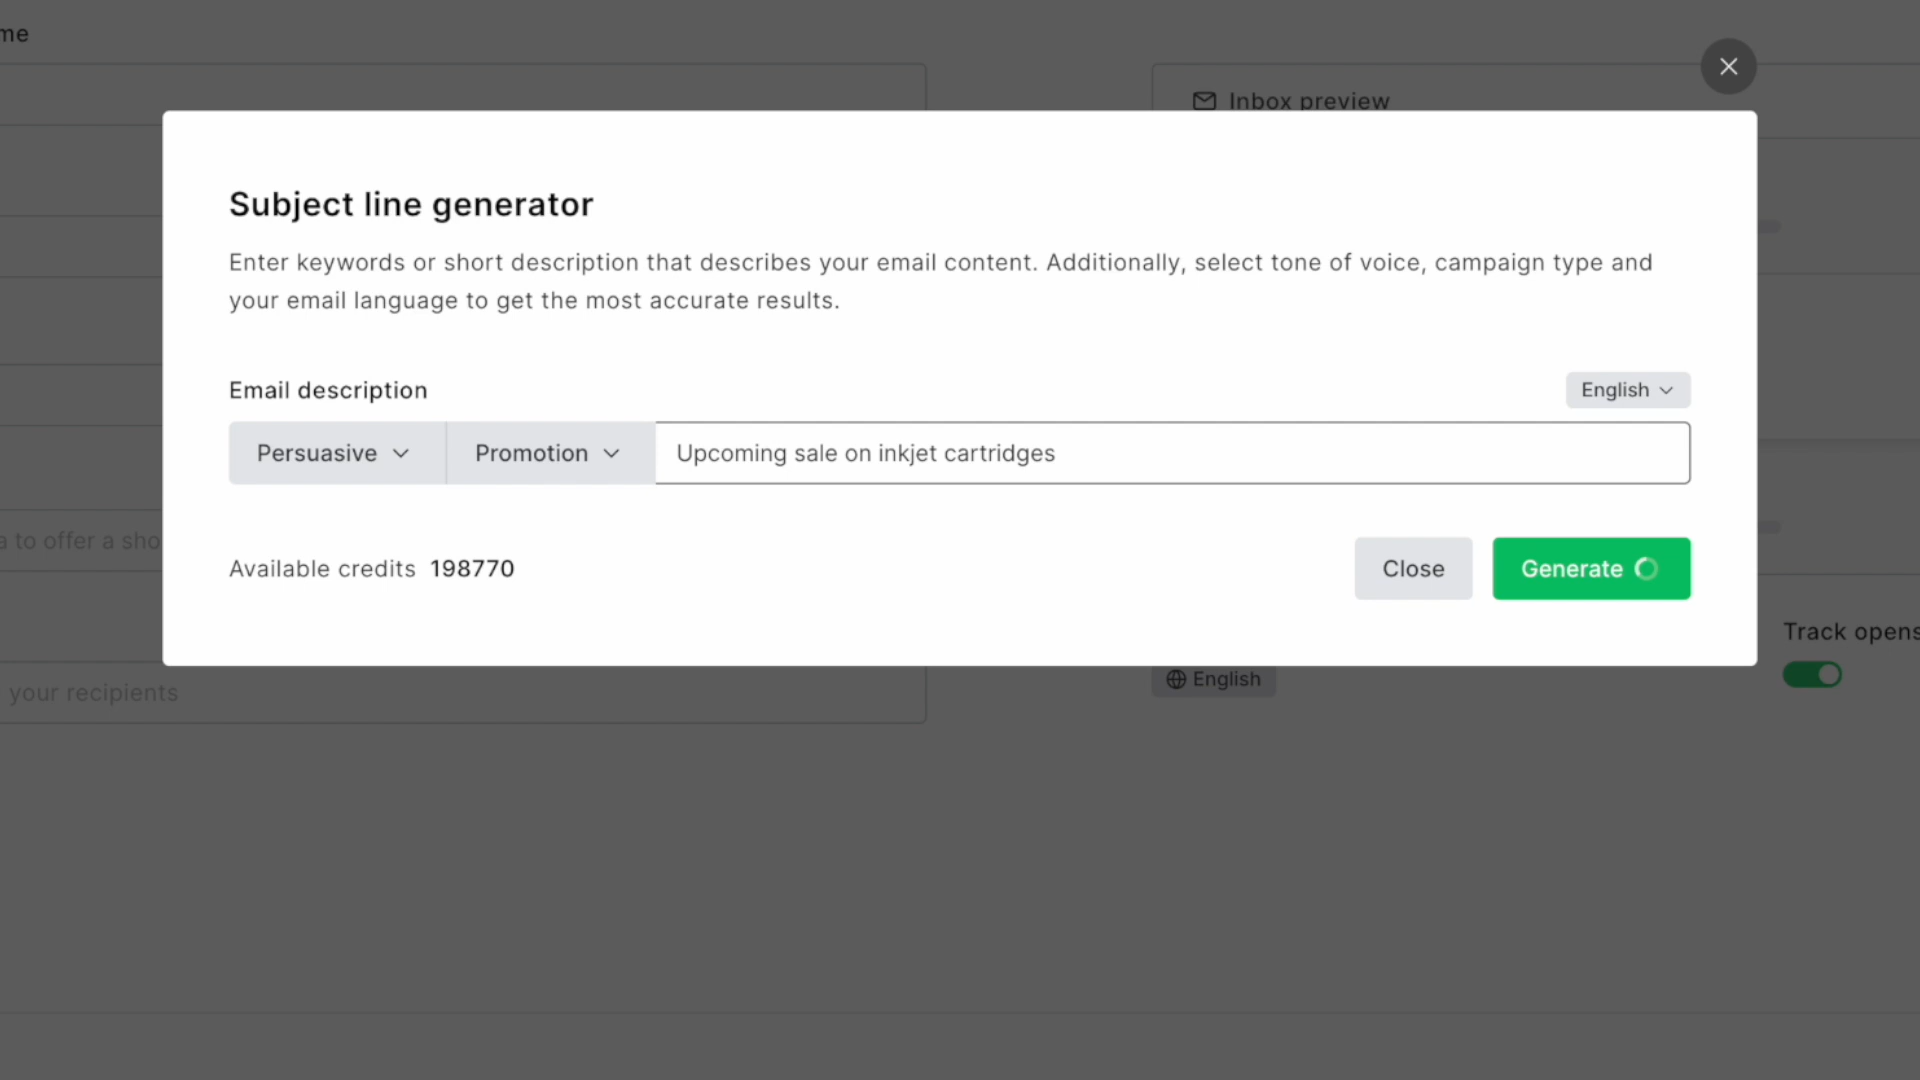 me
Inbox preview
Subject line generator
Enter keywords or short description that describes your email content. Additionally, select tone of voice, campaign type and
your email language to get the most accurate results.
Email description
English
Persuasive
Promotion
Upcoming sale on inkjet cartridges
a to offer a sho
Available credits 198770
Close
Generate
Track opens
English
your recipients